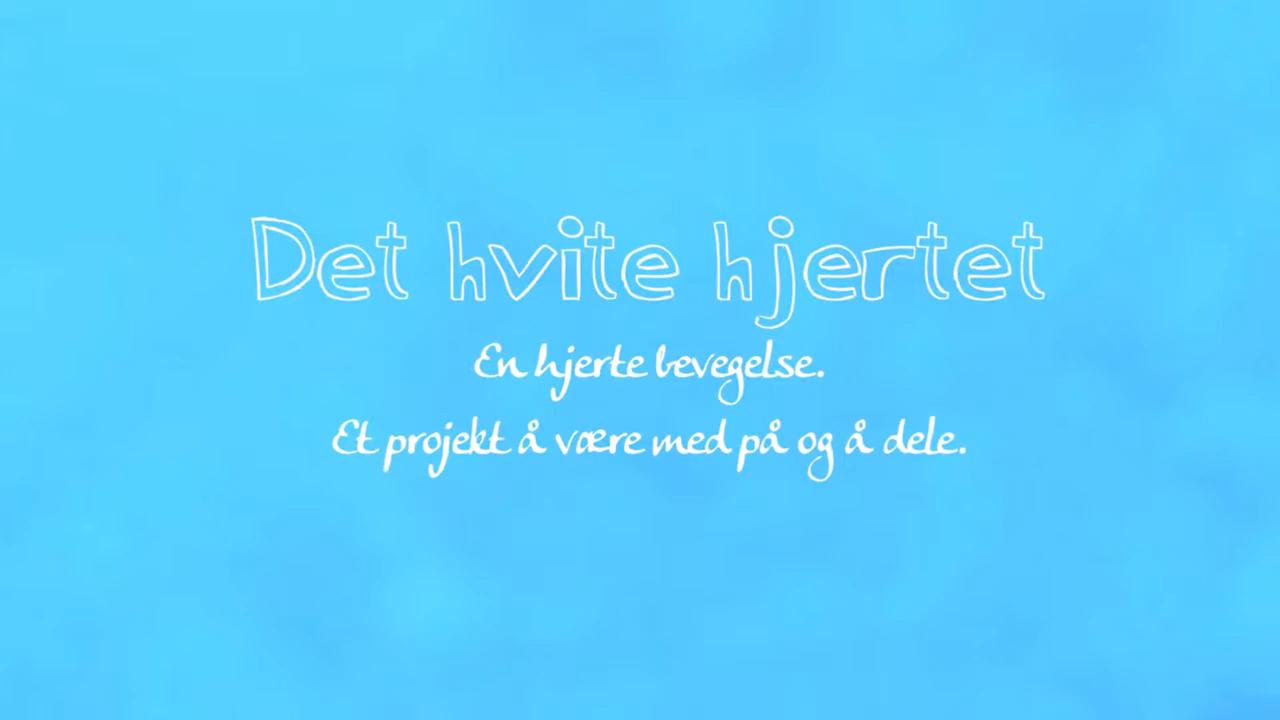 Det hvite hjertet
En hjerte bevegelse.
Et projekt å være med på og å dele.